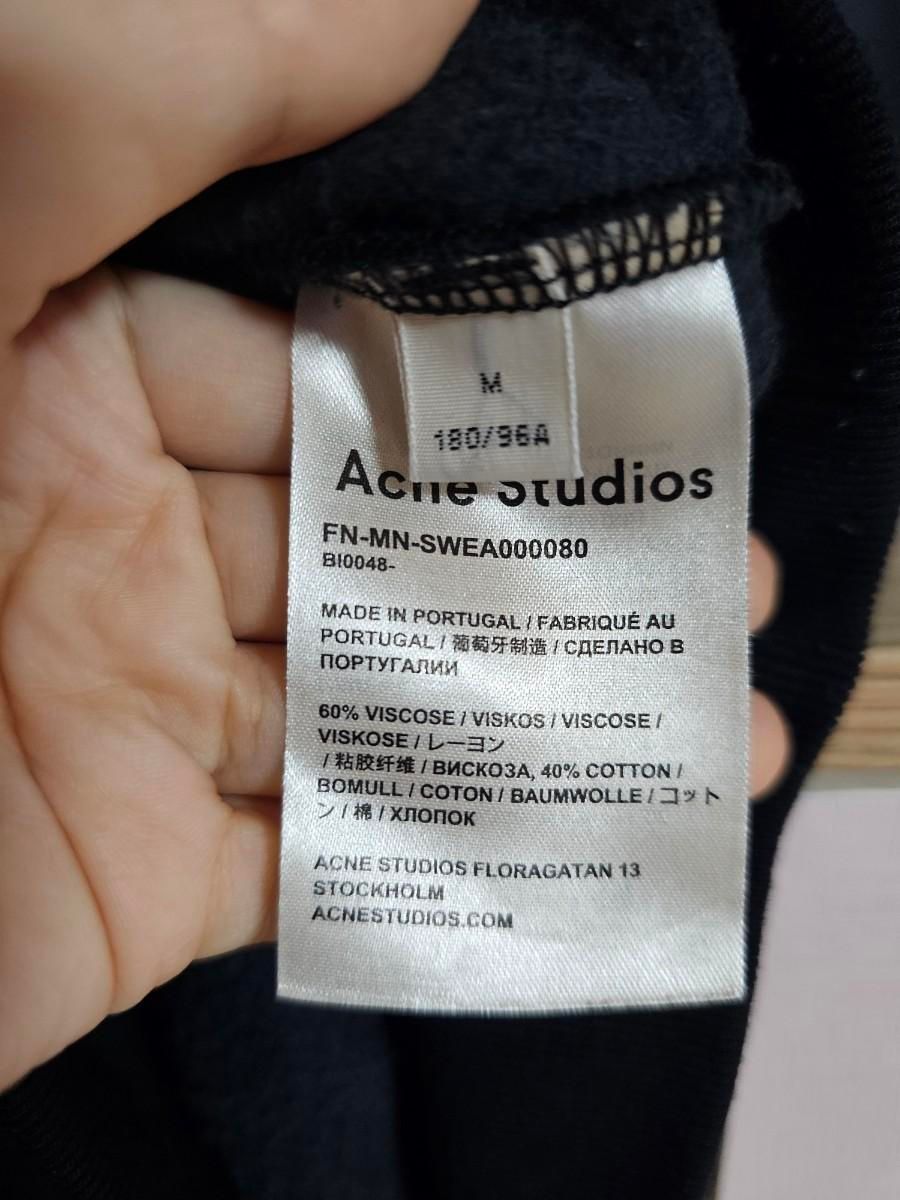 M
180/96A
Acne Studios
FN-MN-SWEA000080
BI0048-
MADE IN PORTUGAL / FABRIQUÉ AU
PORTUGAL / 葡萄牙制造 / СДЕЛАНО В
ПОРТУГАЛИИ
60% VISCOSE / VISKOS / VISCOSE /
VISKOSE / レーヨン
/ 粘胶纤维 / ВИСКОЗА, 40% COTTON /
BOMULL / COTON / BAUMWOLLE / コット
ン / 棉 / ХЛОПОК
ACNE STUDIOS FLORAGATAN 13
STOCKHOLM
ACNESTUDIOS.COM